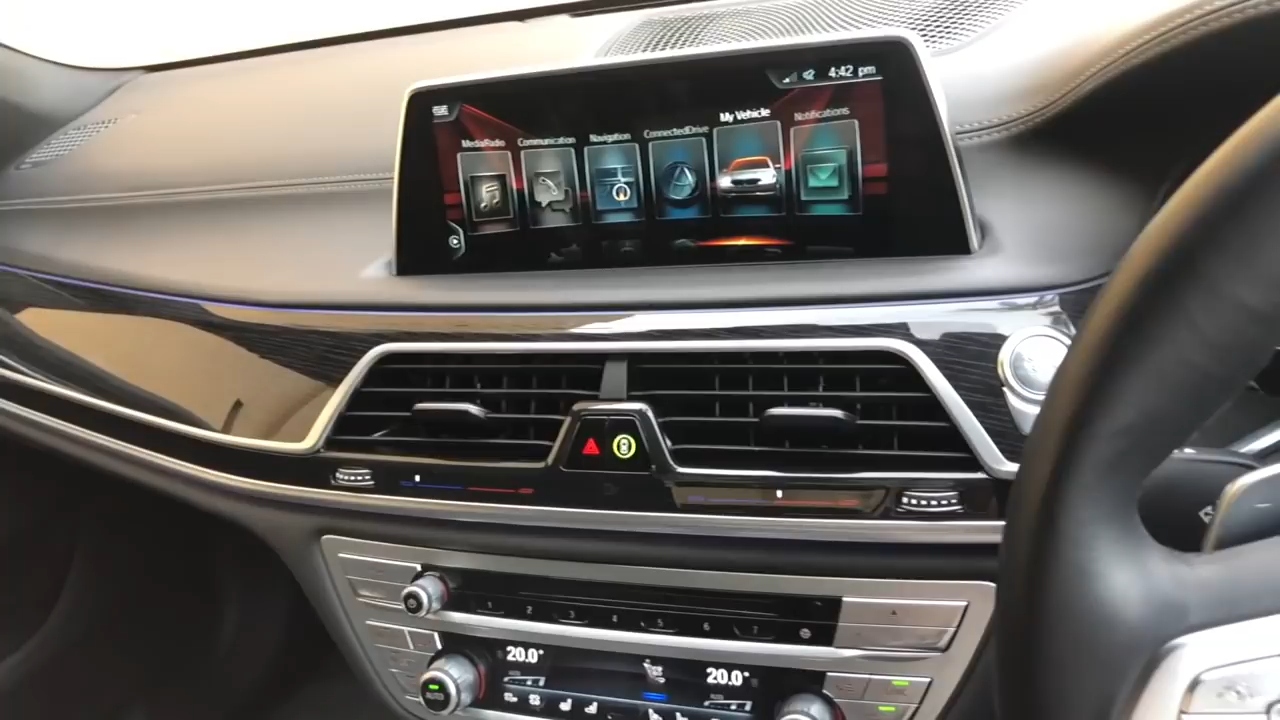 4:42 pm
Media/Radio
Communication
Navigation
ConnectedDrive
My Vehicle
Notifications
1 2 3 4 5 6 7
20.0°
20.0°
AUTO